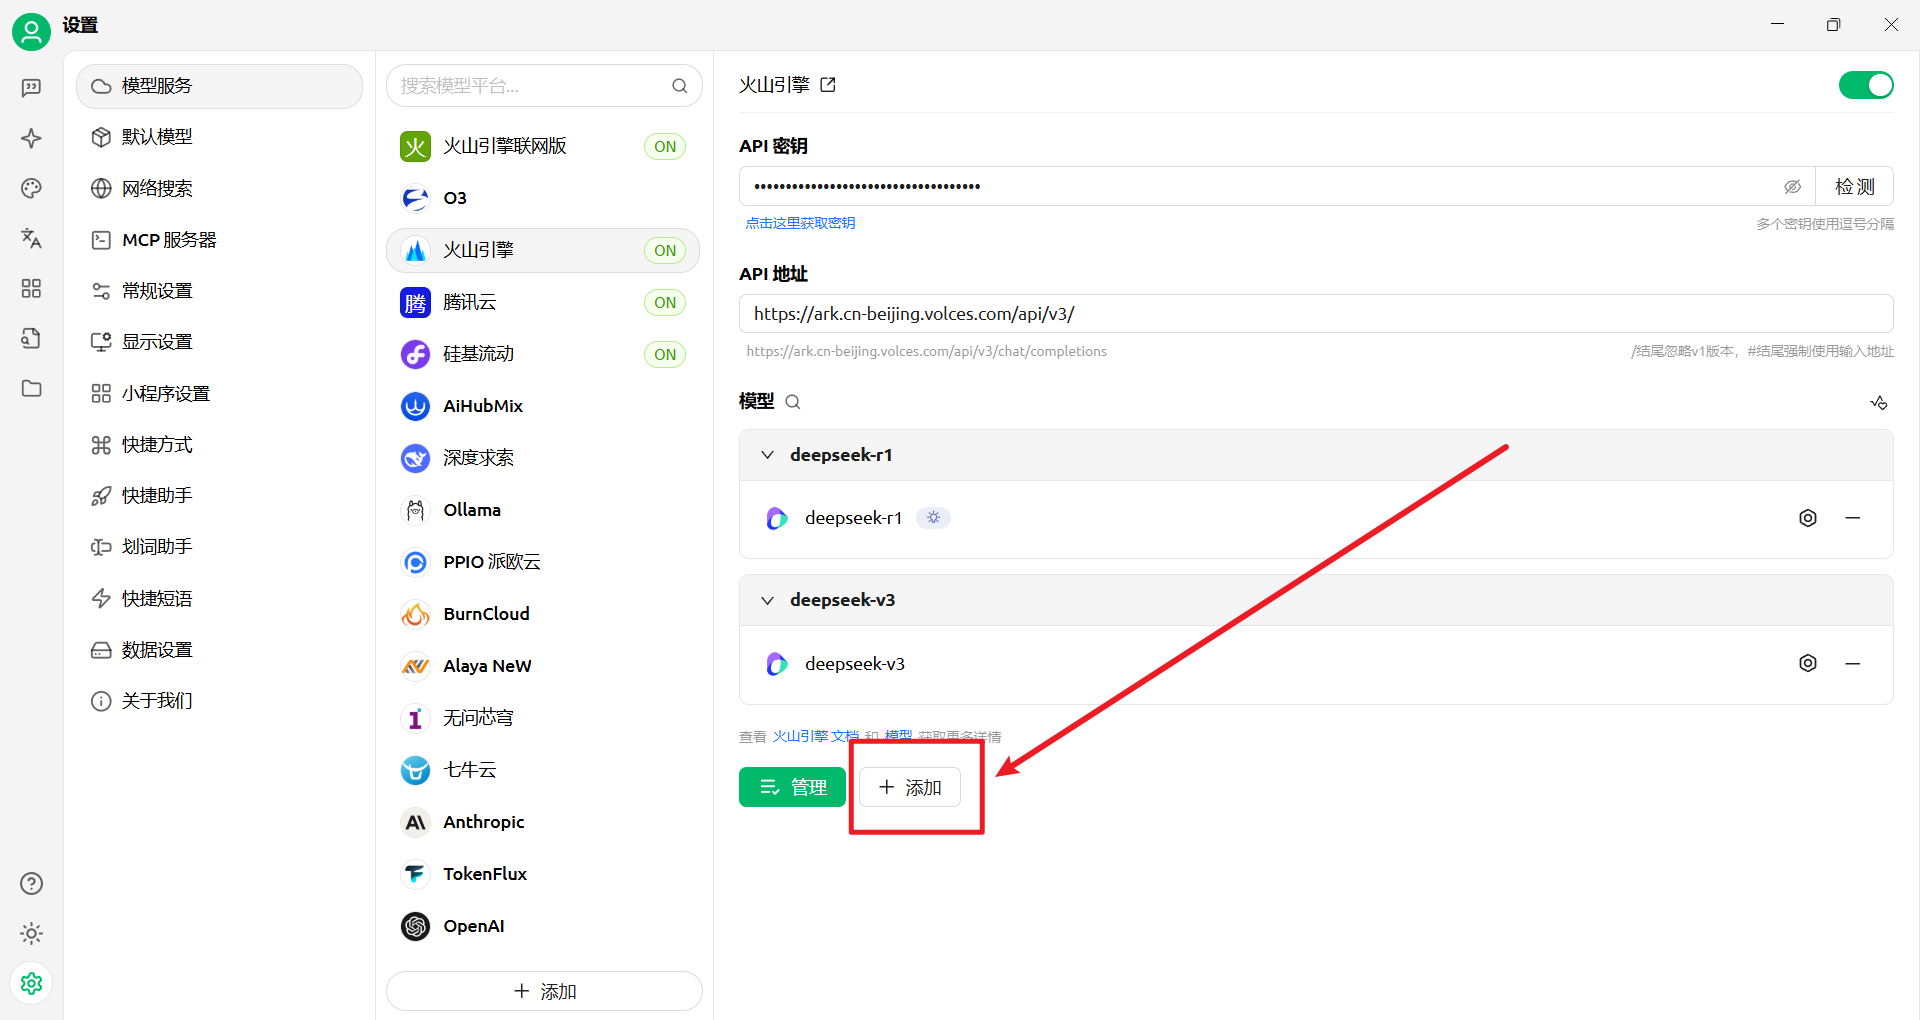 设置
模型服务
默认模型
网络搜索
MCP 服务器
常规设置
显示设置
小程序设置
快捷方式
快捷助手
划词助手
快捷短语
数据设置
关于我们
搜索模型平台...
火 火山引擎联网版 ON
O3
火山引擎 ON
腾 腾讯云 ON
硅基流动 ON
AiHubMix
深度求索
Ollama
PPIO 派欧云
BurnCloud
Alaya NeW
无问芯穹
七牛云
Anthropic
TokenFlux
OpenAI
添加
火山引擎
API 密钥
••••••••••••••••••••••••••••••••••••
检测
点击这里获取密钥
多个密钥使用逗号分隔
API 地址
https://ark.cn-beijing.volces.com/api/v3/
https://ark.cn-beijing.volces.com/api/v3/chat/completions
/结尾忽略v1版本，#结尾强制使用输入地址
模型
deepseek-r1
deepseek-r1
deepseek-v3
deepseek-v3
查看 火山引擎 文档 和 模型 获取更多详情
管理
添加